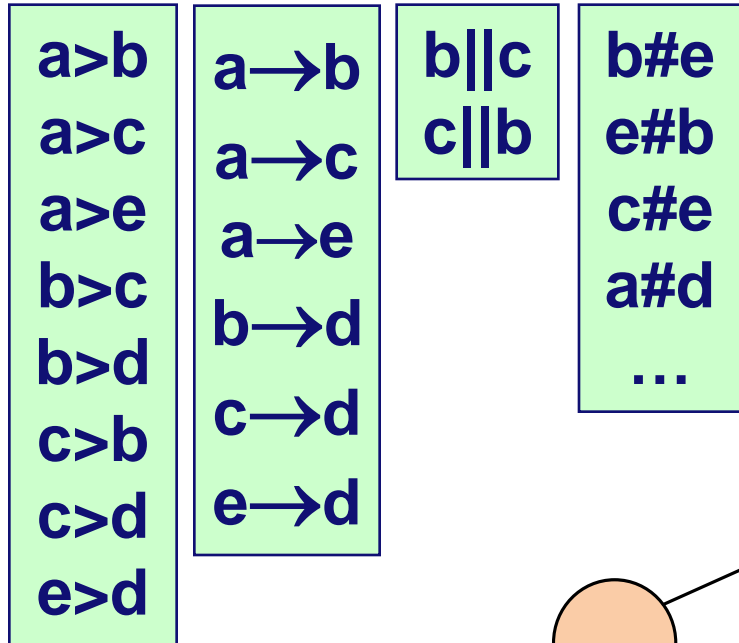 a>b
a>c
a>e
b>c
b>d
c>b
c>d
e>d
a→b
a→c
a→e
b→d
c→d
e→d
b||c
c||b
b#e
e#b
c#e
a#d
…